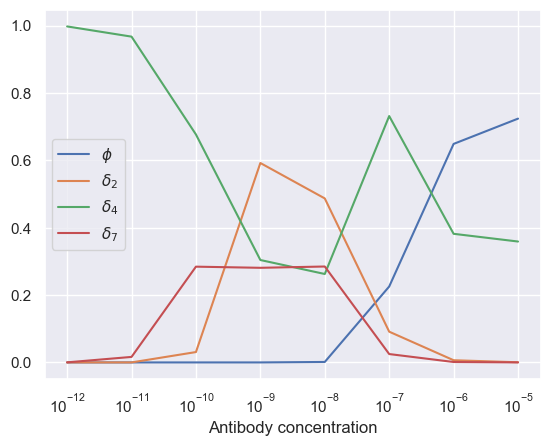 1.0
0.8
0.6
0.4
0.2
0.0
ϕ
δ₂
δ₄
δ₇
10⁻¹² 10⁻¹¹ 10⁻¹⁰ 10⁻⁹ 10⁻⁸ 10⁻⁷ 10⁻⁶ 10⁻⁵
Antibody concentration